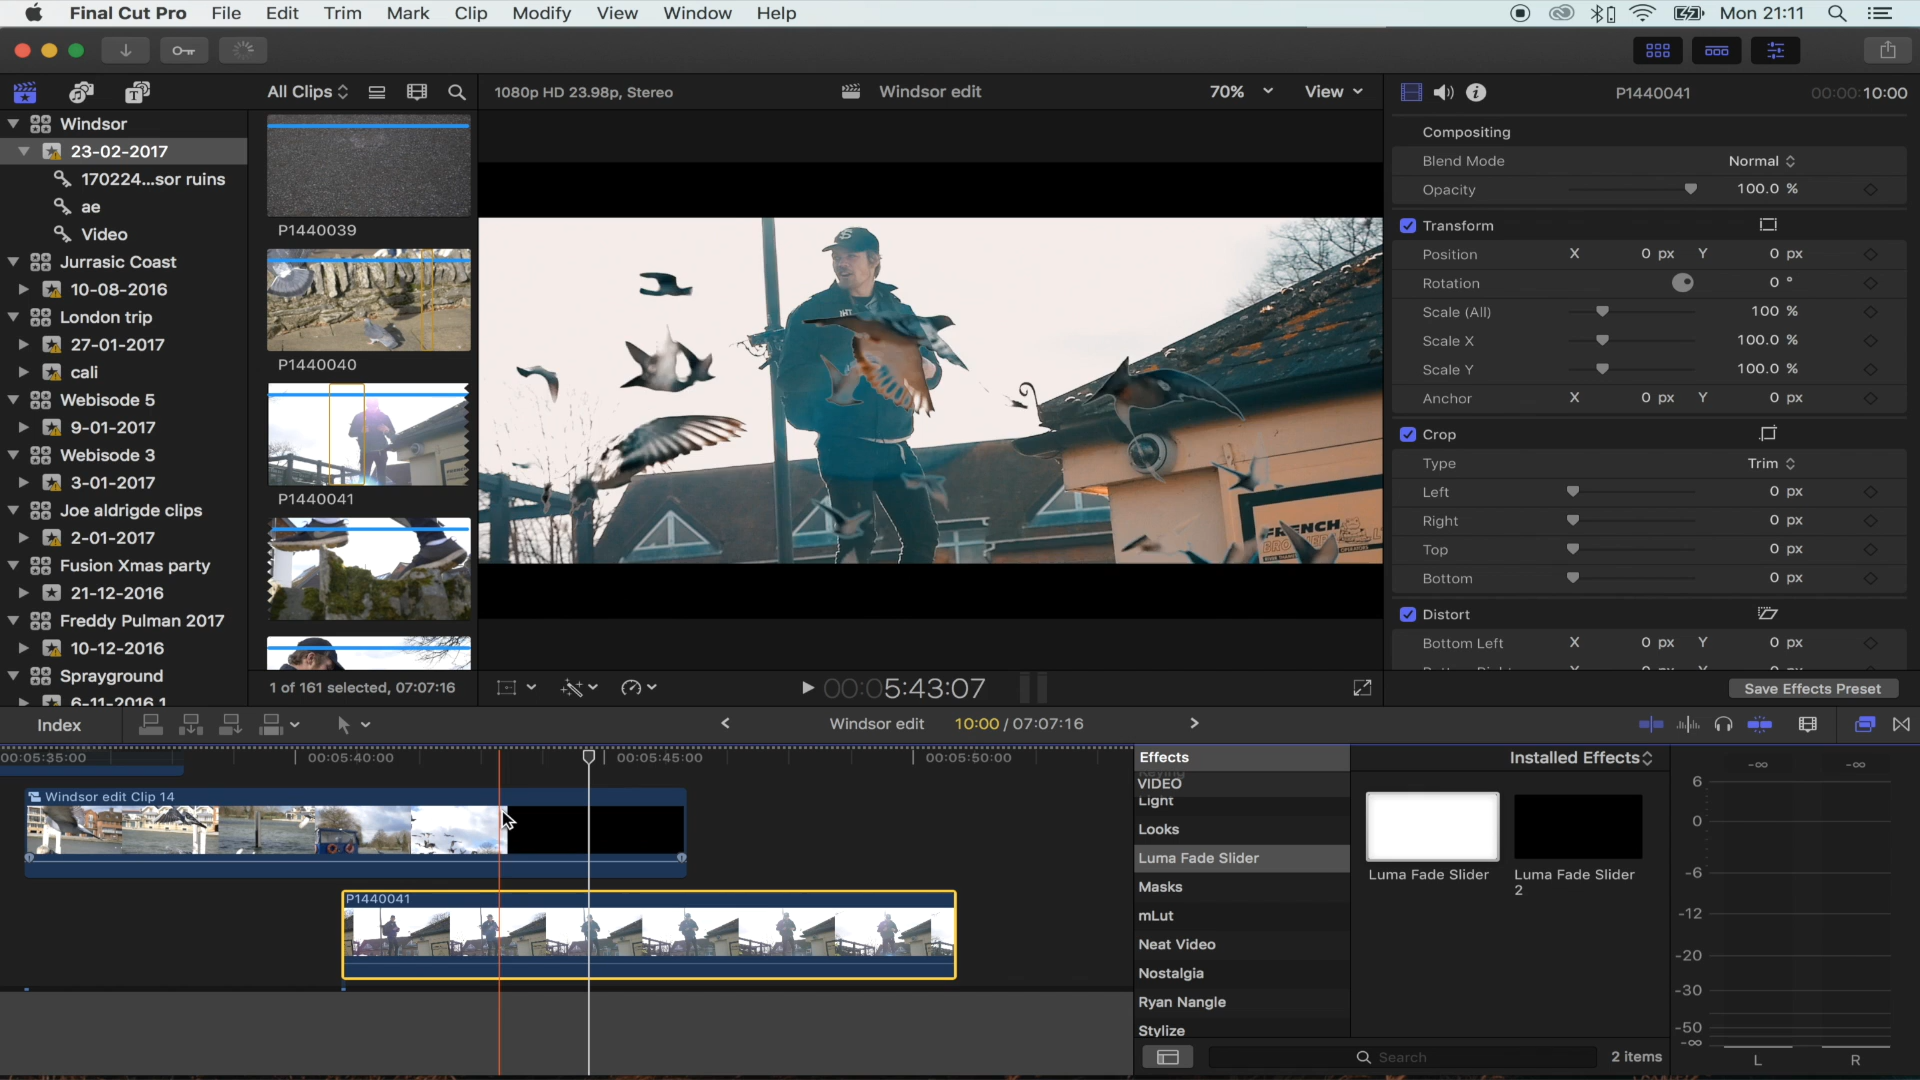 Final Cut Pro File Edit Trim Mark Clip Modify View Window Help Mon 21:11
All Clips 1080p HD 23.98p, Stereo Windsor edit 70% View P1440041 00:00:10:00
Windsor
23-02-2017
170224...sor ruins
ae
Video
Jurrasic Coast
10-08-2016
London trip
27-01-2017
cali
Webisode 5
9-01-2017
Webisode 3
3-01-2017
Joe aldrigde clips
2-01-2017
Fusion Xmas party
21-12-2016
Freddy Pulman 2017
10-12-2016
Sprayground
6-11-2016 1
P1440039
P1440040
P1440041
1 of 161 selected, 07:07:16
FRENCH
BROTHERS
00:05:43:07
Compositing
Blend Mode Normal
Opacity 100.0 %
Transform
Position X 0 px Y 0 px
Rotation 0 °
Scale (All) 100 %
Scale X 100.0 %
Scale Y 100.0 %
Anchor X 0 px Y 0 px
Crop
Type Trim
Left 0 px
Right 0 px
Top 0 px
Bottom 0 px
Distort
Bottom Left X 0 px Y 0 px
Save Effects Preset
Index Windsor edit 10:00 / 07:07:16
00:05:35:00 00:05:40:00 00:05:45:00 00:05:50:00
Windsor edit Clip 14
P1440041
Effects
VIDEO
Light
Looks
Luma Fade Slider
Masks
mLut
Neat Video
Nostalgia
Ryan Nangle
Stylize
Installed Effects
Luma Fade Slider
Luma Fade Slider
2
Search 2 items
-∞ -∞
6
0
-6
-12
-20
-30
-50
-∞
L R